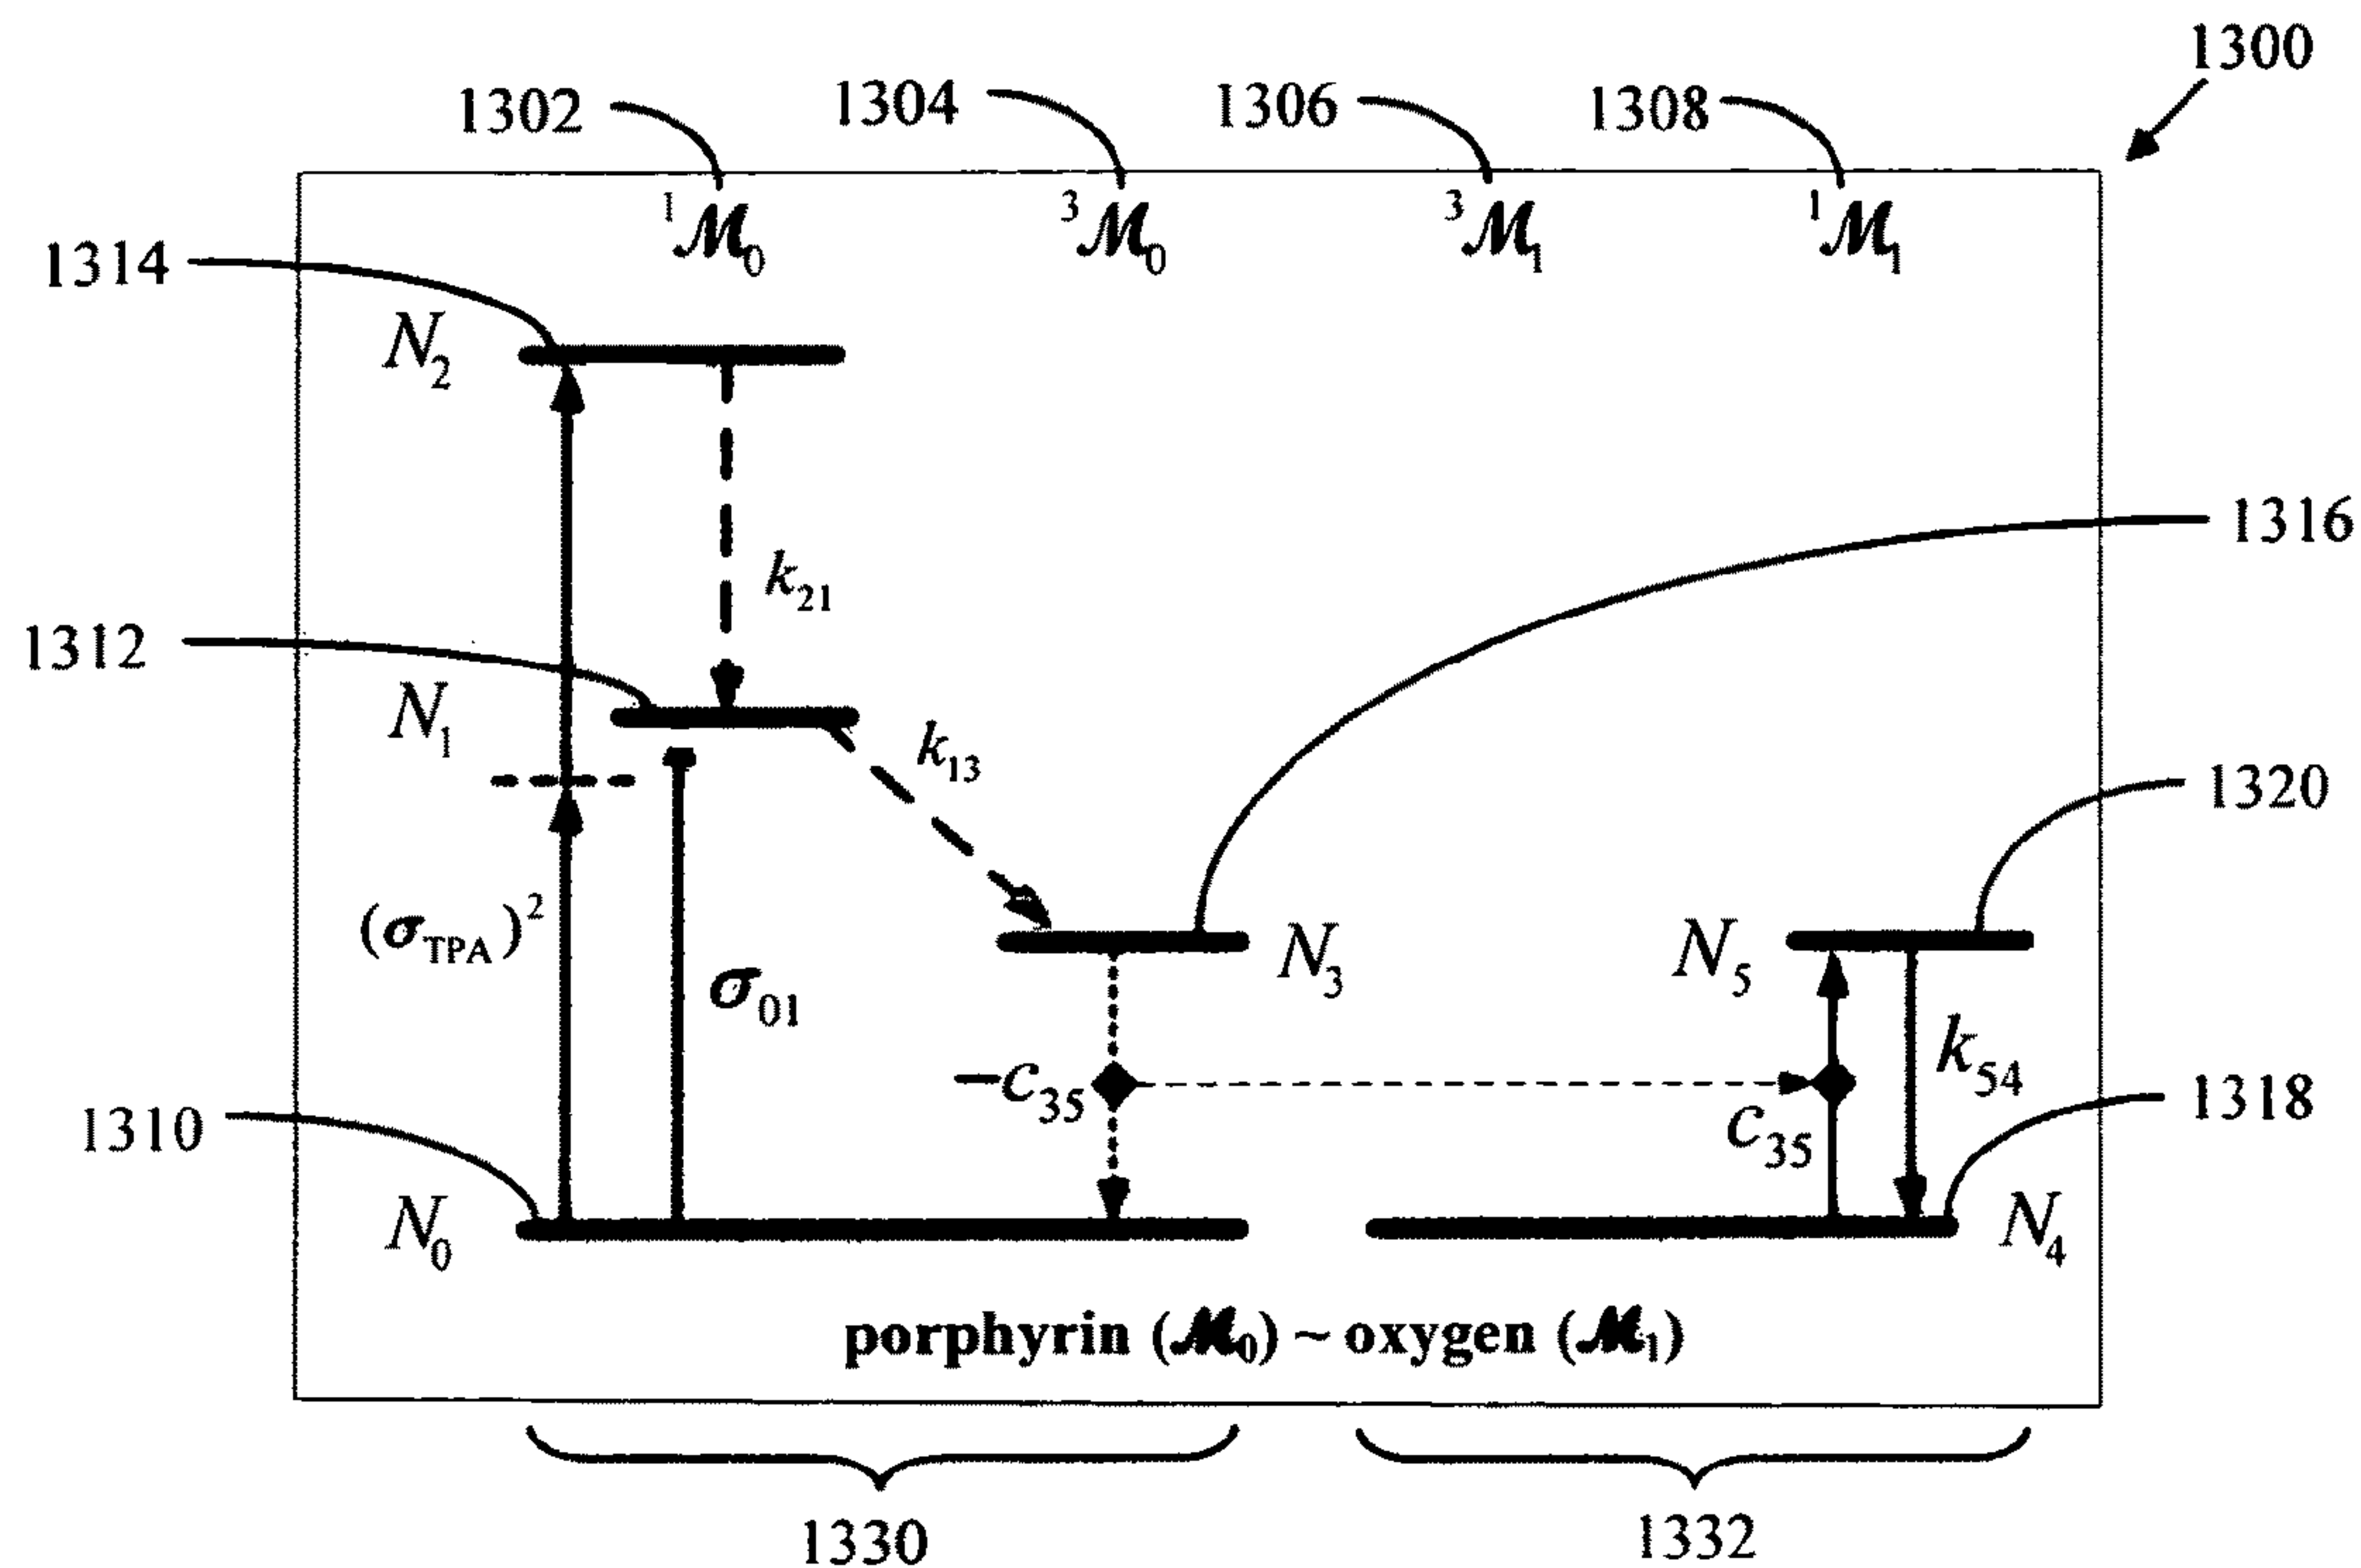 1300
1302 1304 1306 1308
¹ℳ₀ ³ℳ₀ ³ℳ₁ ¹ℳ₁
1314
N₂
1316
k₂₁
1312
N₁
k₁₃
1320
(σ_TPA)²
σ₀₁
N₃
N₅
−c₃₅
k₅₄
c₃₅
1318
1310
N₀
N₄
porphyrin (ℳ₀) ~ oxygen (ℳ₁)
1330 1332